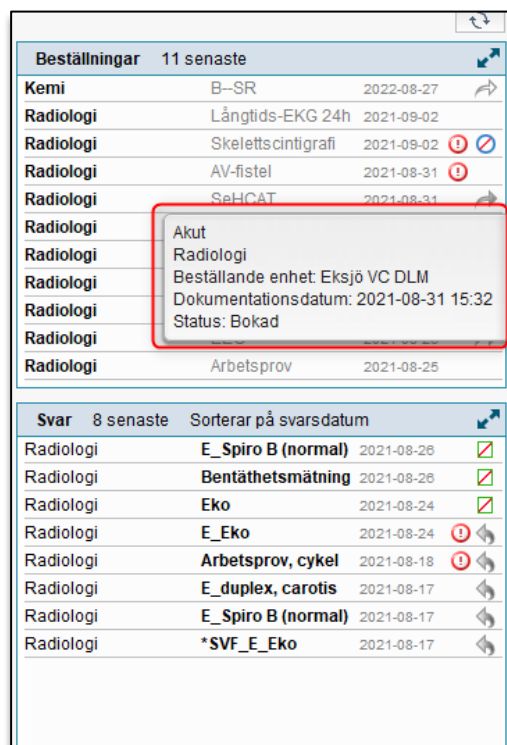 Beställningar 11 senaste
Kemi B--SR 2022-08-27
Radiologi Långtids-EKG 24h 2021-09-02
Radiologi Skelettscintigrafi 2021-09-02
Radiologi AV-fistel 2021-08-31
Radiologi SeHCAT 2021-08-31
Radiologi
Radiologi
Radiologi
Radiologi
Radiologi
Radiologi Arbetsprov 2021-08-25
Akut
Radiologi
Beställande enhet: Eksjö VC DLM
Dokumentationsdatum: 2021-08-31 15:32
Status: Bokad
Svar 8 senaste Sorterar på svarsdatum
Radiologi E_Spiro B (normal) 2021-08-26
Radiologi Bentäthetsmätning 2021-08-26
Radiologi Eko 2021-08-24
Radiologi E_Eko 2021-08-24
Radiologi Arbetsprov, cykel 2021-08-18
Radiologi E_duplex, carotis 2021-08-17
Radiologi E_Spiro B (normal) 2021-08-17
Radiologi *SVF_E_Eko 2021-08-17